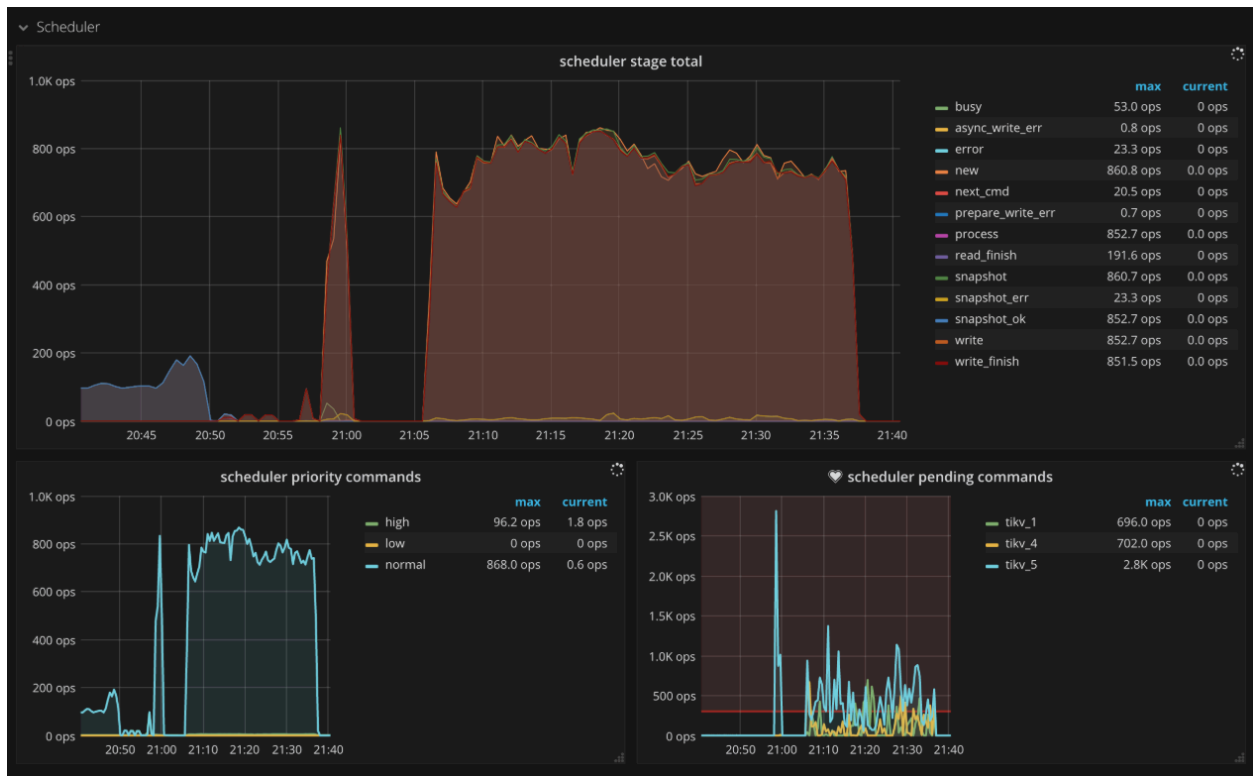 Scheduler
scheduler stage total
1.0K ops
800 ops
600 ops
400 ops
200 ops
0 ops
20:45 20:50 20:55 21:00 21:05 21:10 21:15 21:20 21:25 21:30 21:35 21:40
max current
busy 53.0 ops 0 ops
async_write_err 0.8 ops 0 ops
error 23.3 ops 0 ops
new 860.8 ops 0.0 ops
next_cmd 20.5 ops 0 ops
prepare_write_err 0.7 ops 0 ops
process 852.7 ops 0.0 ops
read_finish 191.6 ops 0 ops
snapshot 860.7 ops 0.0 ops
snapshot_err 23.3 ops 0 ops
snapshot_ok 852.7 ops 0.0 ops
write 852.7 ops 0.0 ops
write_finish 851.5 ops 0.0 ops
scheduler priority commands
1.0K ops
800 ops
600 ops
400 ops
200 ops
0 ops
20:50 21:00 21:10 21:20 21:30 21:40
max current
high 96.2 ops 1.8 ops
low 0 ops 0 ops
normal 868.0 ops 0.6 ops
scheduler pending commands
3.0K ops
2.5K ops
2.0K ops
1.5K ops
1.0K ops
500 ops
0 ops
20:50 21:00 21:10 21:20 21:30 21:40
max current
tikv_1 696.0 ops 0 ops
tikv_4 702.0 ops 0 ops
tikv_5 2.8K ops 0 ops